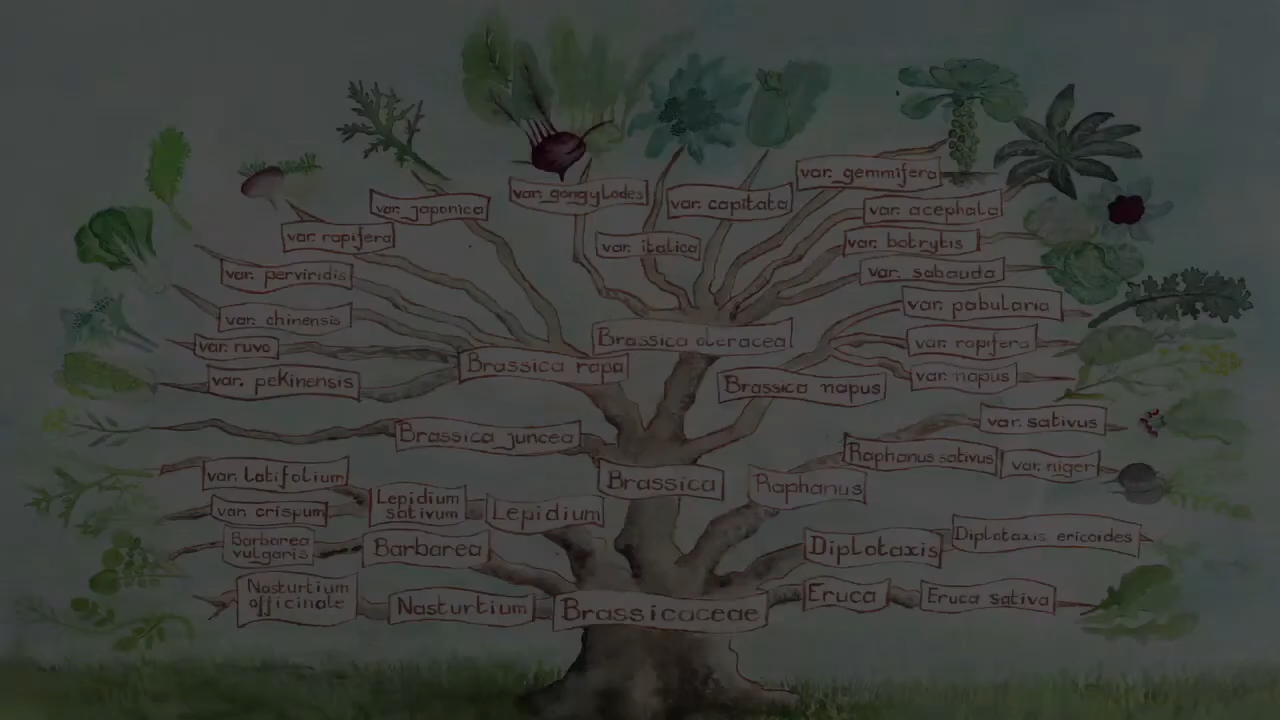 var. gemmifera
var. japonica
var. gongylodes
var. capitata
var. acephala
var. rapifera
var. italica
var. botrytis
var. perviridis
var. sabauda
var. chinensis
var. pabularia
var. ruvo
Brassica oleracea
var. rapifera
Brassica rapa
var. pekinensis
Brassica napus
var. napus
Brassica juncea
var. sativus
var. latifolium
Brassica
Raphanus
Raphanus sativus
var. niger
var. crispum
Lepidium
sativum
Lepidium
Barbarea
vulgaris
Barbarea
Diplotaxis
Diplotaxis ericoides
Nasturtium
officinale
Nasturtium
Brassicaceae
Eruca
Eruca sativa